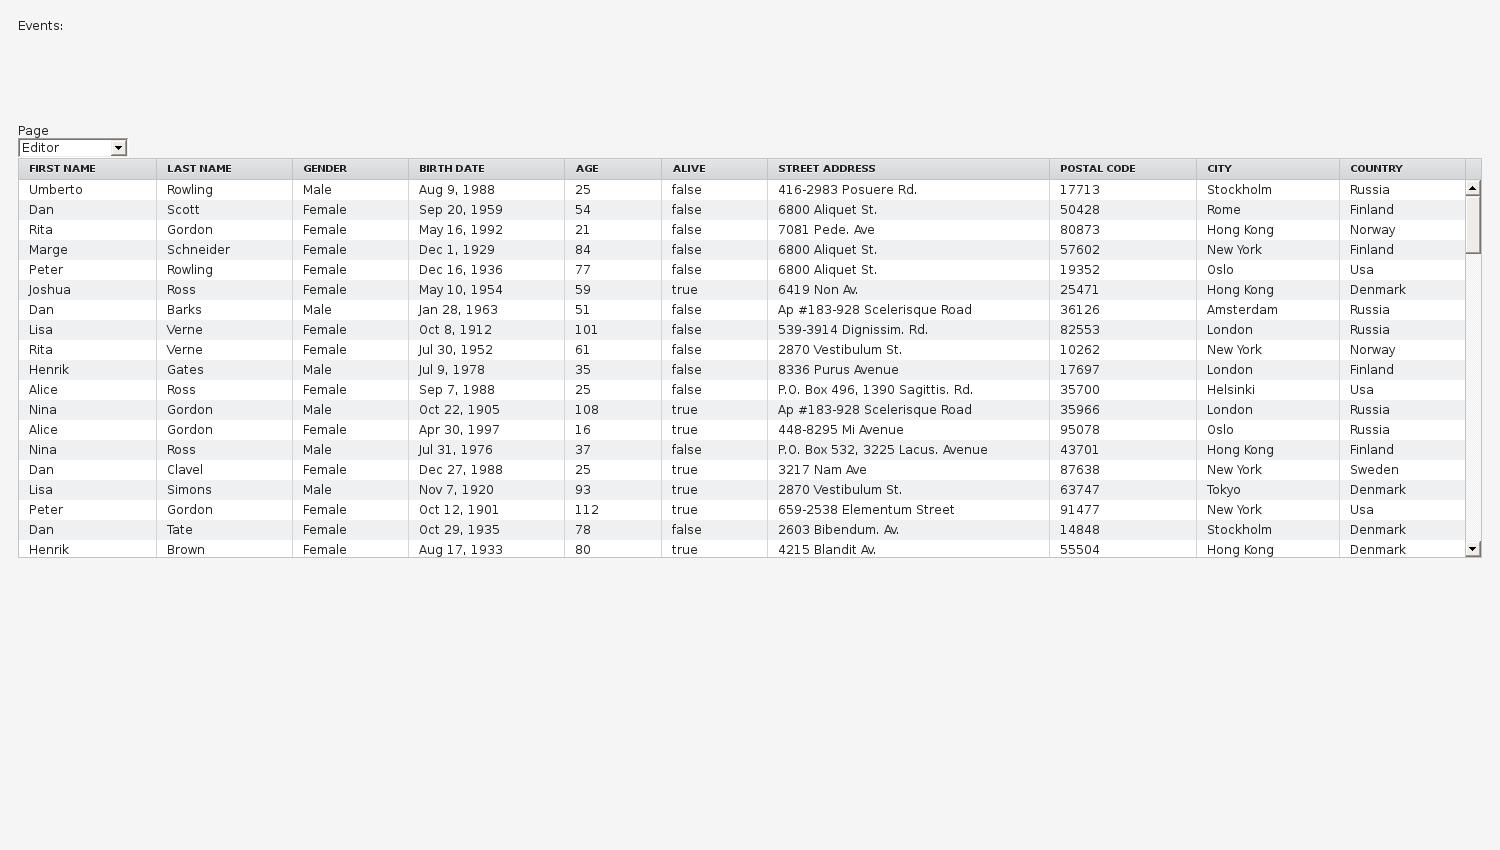 Events:
Page
Editor
FIRST NAME LAST NAME GENDER BIRTH DATE AGE ALIVE STREET ADDRESS POSTAL CODE CITY COUNTRY
Umberto Rowling Male Aug 9, 1988 25 false 416-2983 Posuere Rd. 17713 Stockholm Russia
Dan Scott Female Sep 20, 1959 54 false 6800 Aliquet St. 50428 Rome Finland
Rita Gordon Female May 16, 1992 21 false 7081 Pede. Ave 80873 Hong Kong Norway
Marge Schneider Female Dec 1, 1929 84 false 6800 Aliquet St. 57602 New York Finland
Peter Rowling Female Dec 16, 1936 77 false 6800 Aliquet St. 19352 Oslo Usa
Joshua Ross Female May 10, 1954 59 true 6419 Non Av. 25471 Hong Kong Denmark
Dan Barks Male Jan 28, 1963 51 false Ap #183-928 Scelerisque Road 36126 Amsterdam Russia
Lisa Verne Female Oct 8, 1912 101 false 539-3914 Dignissim. Rd. 82553 London Russia
Rita Verne Female Jul 30, 1952 61 false 2870 Vestibulum St. 10262 New York Norway
Henrik Gates Male Jul 9, 1978 35 false 8336 Purus Avenue 17697 London Finland
Alice Ross Female Sep 7, 1988 25 false P.O. Box 496, 1390 Sagittis. Rd. 35700 Helsinki Usa
Nina Gordon Male Oct 22, 1905 108 true Ap #183-928 Scelerisque Road 35966 London Russia
Alice Gordon Female Apr 30, 1997 16 true 448-8295 Mi Avenue 95078 Oslo Russia
Nina Ross Male Jul 31, 1976 37 false P.O. Box 532, 3225 Lacus. Avenue 43701 Hong Kong Finland
Dan Clavel Female Dec 27, 1988 25 true 3217 Nam Ave 87638 New York Sweden
Lisa Simons Male Nov 7, 1920 93 true 2870 Vestibulum St. 63747 Tokyo Denmark
Peter Gordon Female Oct 12, 1901 112 true 659-2538 Elementum Street 91477 New York Usa
Dan Tate Female Oct 29, 1935 78 false 2603 Bibendum. Av. 14848 Stockholm Denmark
Henrik Brown Female Aug 17, 1933 80 true 4215 Blandit Av. 55504 Hong Kong Denmark